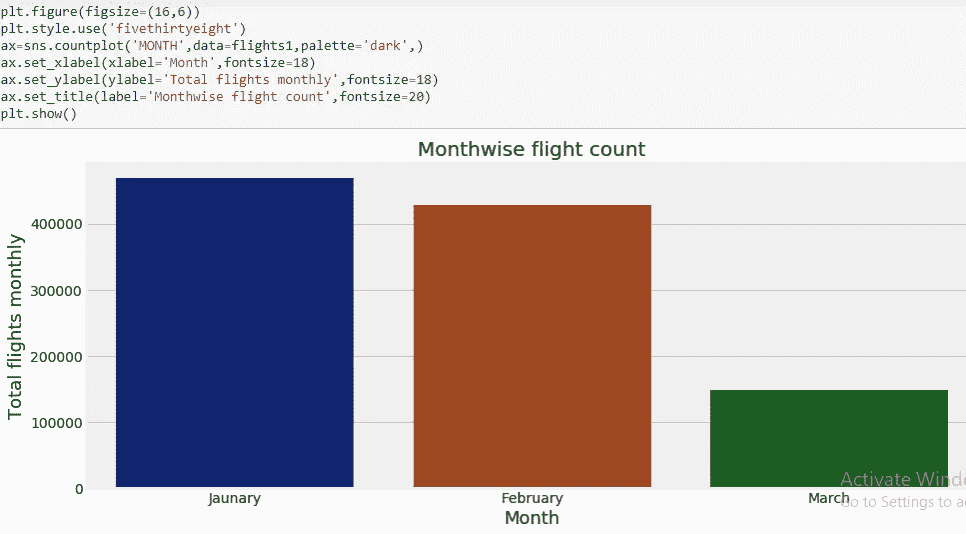 plt.figure(figsize=(16,6))
plt.style.use('fivethirtyeight')
ax=sns.countplot('MONTH',data=flights1,palette='dark',)
ax.set_xlabel(xlabel='Month',fontsize=18)
ax.set_ylabel(ylabel='Total flights monthly',fontsize=18)
ax.set_title(label='Monthwise flight count',fontsize=20)
plt.show()
Monthwise flight count
Total flights monthly
400000
300000
200000
100000
0
Jaunary
February
March
Month
Activate Wind
Go to Settings to a